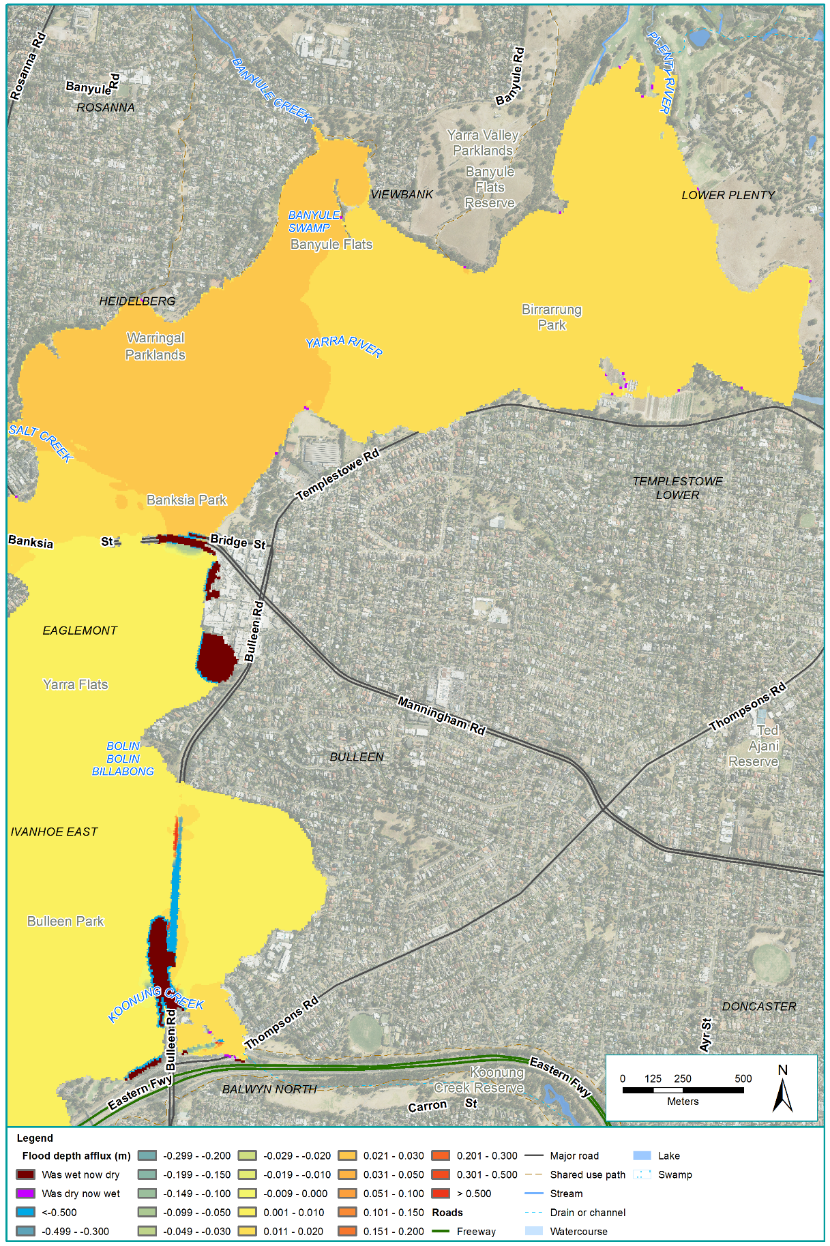 Rosanna Rd
Banyule Rd
ROSANNA
BANYULE CREEK
Banyule Rd
PLENTY RIVER
Yarra Valley
Parklands
Banyule
Flats
Reserve
VIEWBANK
LOWER PLENTY
BANYULE
SWAMP
Banyule Flats
HEIDELBERG
Warringal
Parklands
YARRA RIVER
Birrarrung
Park
SALT CREEK
Templestowe Rd
TEMPLESTOWE
LOWER
Banksia Park
Banksia St
Bridge St
EAGLEMONT
Bulleen Rd
Yarra Flats
Manningham Rd
Thompsons Rd
Ted
Ajani
Reserve
BOLIN
BOLIN
BILLABONG
BULLEEN
IVANHOE EAST
Bulleen Park
KOONUNG CREEK
DONCASTER
Thompsons Rd
Bulleen Rd
Ayr St
Eastern Fwy
BALWYN NORTH
Koonung
Creek Reserve
Eastern Fwy
Carron St
N
0 125 250 500
Meters
Legend
Flood depth afflux (m)
Was wet now dry
Was dry now wet
<-0.500
-0.499 - -0.300
-0.299 - -0.200
-0.199 - -0.150
-0.149 - -0.100
-0.099 - -0.050
-0.049 - -0.030
-0.029 - -0.020
-0.019 - -0.010
-0.009 - 0.000
0.001 - 0.010
0.011 - 0.020
0.021 - 0.030
0.031 - 0.050
0.051 - 0.100
0.101 - 0.150
0.151 - 0.200
0.201 - 0.300
0.301 - 0.500
> 0.500
Roads
Freeway
Major road
Shared use path
Stream
Drain or channel
Watercourse
Lake
Swamp